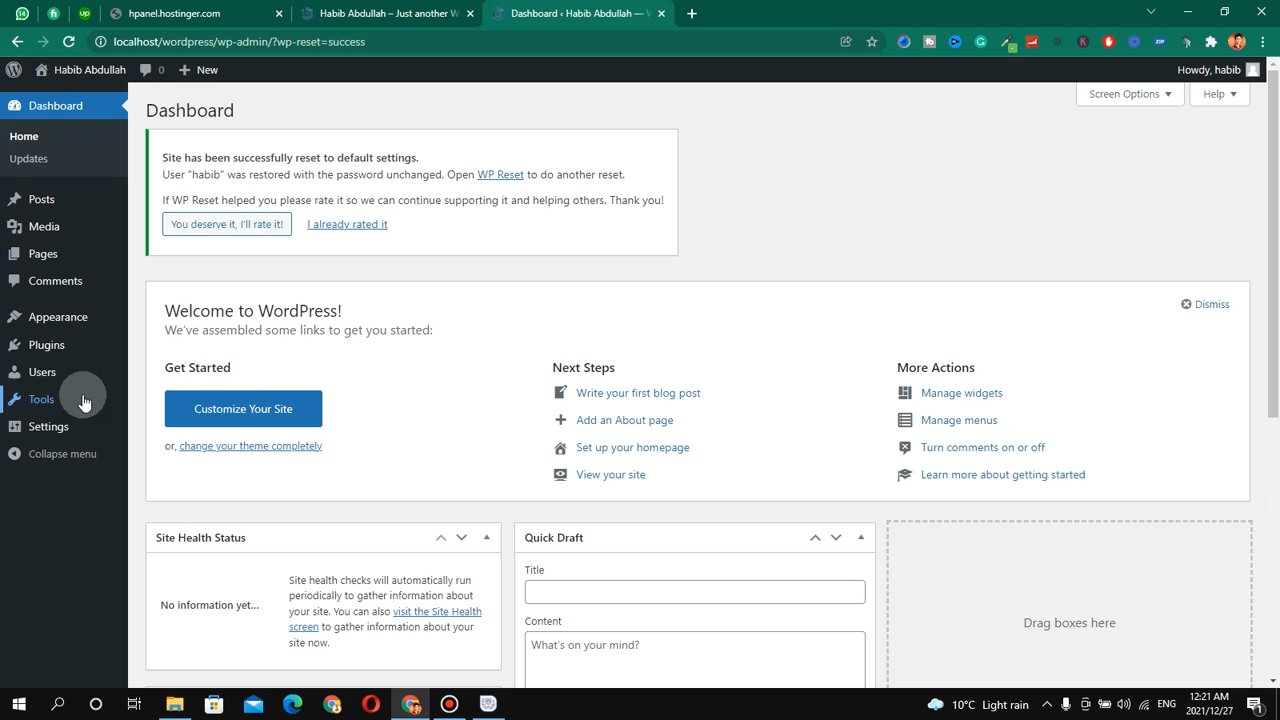 hpanel.hostinger.com
Habib Abdullah – Just another W
Dashboard ‹ Habib Abdullah —
localhost/wordpress/wp-admin/?wp-reset=success
Habib Abdullah
0
New
Howdy, habib
Dashboard
Home
Updates
Posts
Media
Pages
Comments
Appearance
Plugins
Users
Tools
Settings
Collapse menu
Dashboard
Screen Options
Help
Site has been successfully reset to default settings.
User "habib" was restored with the password unchanged. Open WP Reset to do another reset.
If WP Reset helped you please rate it so we can continue supporting it and helping others. Thank you!
You deserve it, I'll rate it!
I already rated it
Welcome to WordPress!
We've assembled some links to get you started:
Dismiss
Get Started
Customize Your Site
or, change your theme completely
Next Steps
Write your first blog post
Add an About page
Set up your homepage
View your site
More Actions
Manage widgets
Manage menus
Turn comments on or off
Learn more about getting started
Site Health Status
No information yet...
Site health checks will automatically run
periodically to gather information about
your site. You can also visit the Site Health
screen to gather information about your
site now.
Quick Draft
Title
Content
What's on your mind?
Drag boxes here
10°C Light rain
ENG
12:21 AM
2021/12/27